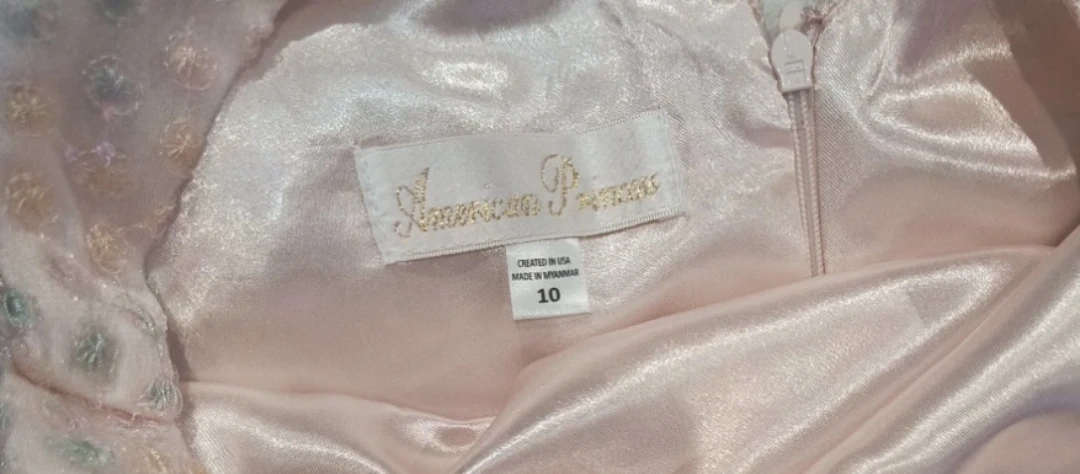 American Princess
CREATED IN USA
MADE IN MYANMAR
10